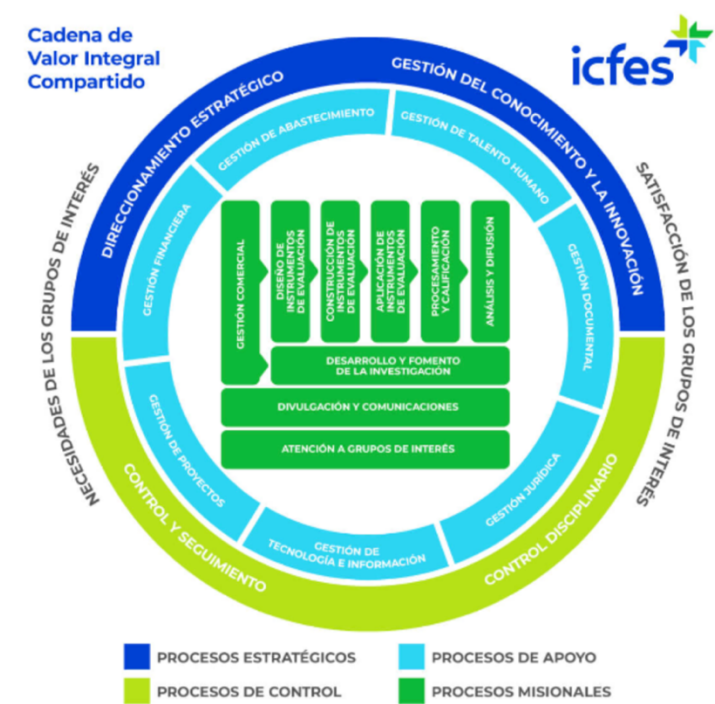 Cadena de
Valor Integral
Compartido
icfes
NECESIDADES DE LOS GRUPOS DE INTERÉS
SATISFACCIÓN DE LOS GRUPOS DE INTERÉS
DIRECCIONAMIENTO ESTRATÉGICO
GESTIÓN DEL CONOCIMIENTO Y LA INNOVACIÓN
GESTIÓN FINANCIERA
GESTIÓN DE ABASTECIMIENTO
GESTIÓN DE TALENTO HUMANO
GESTIÓN DOCUMENTAL
GESTIÓN COMERCIAL
DISEÑO DE
INSTRUMENTOS
DE EVALUACIÓN
CONSTRUCCIÓN DE
INSTRUMENTOS
DE EVALUACIÓN
APLICACIÓN DE
INSTRUMENTOS
DE EVALUACIÓN
PROCESAMIENTO
Y CALIFICACIÓN
ANÁLISIS Y DIFUSIÓN
DESARROLLO Y FOMENTO
DE LA INVESTIGACIÓN
DIVULGACIÓN Y COMUNICACIONES
ATENCIÓN A GRUPOS DE INTERÉS
GESTIÓN DE PROYECTOS
GESTIÓN DE
TECNOLOGÍA E INFORMACIÓN
GESTIÓN JURÍDICA
CONTROL Y SEGUIMIENTO
CONTROL DISCIPLINARIO
PROCESOS ESTRATÉGICOS
PROCESOS DE APOYO
PROCESOS DE CONTROL
PROCESOS MISIONALES